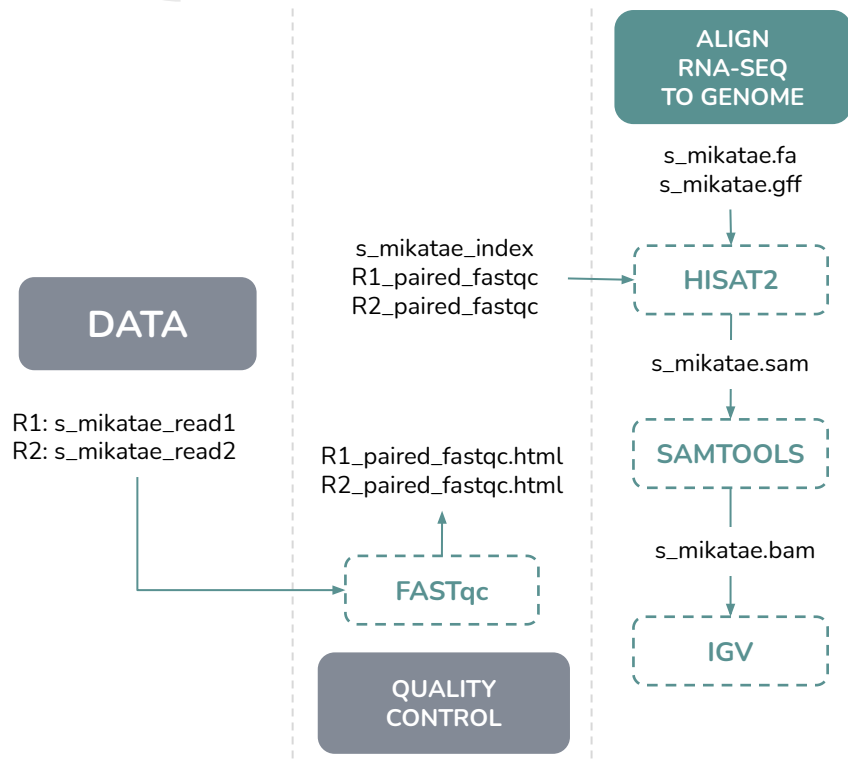 DATA
R1: s_mikatae_read1
R2: s_mikatae_read2
s_mikatae_index
R1_paired_fastqc
R2_paired_fastqc
R1_paired_fastqc.html
R2_paired_fastqc.html
FASTqc
QUALITY
CONTROL
ALIGN
RNA-SEQ
TO GENOME
s_mikatae.fa
s_mikatae.gff
HISAT2
s_mikatae.sam
SAMTOOLS
s_mikatae.bam
IGV